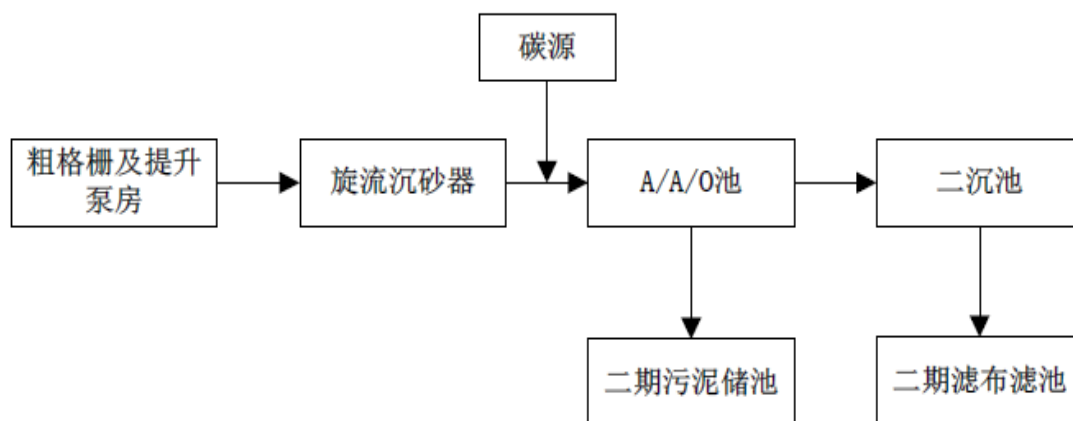 碳源
粗格栅及提升
泵房
旋流沉砂器
A/A/O池
二沉池
二期污泥储池
二期滤布滤池